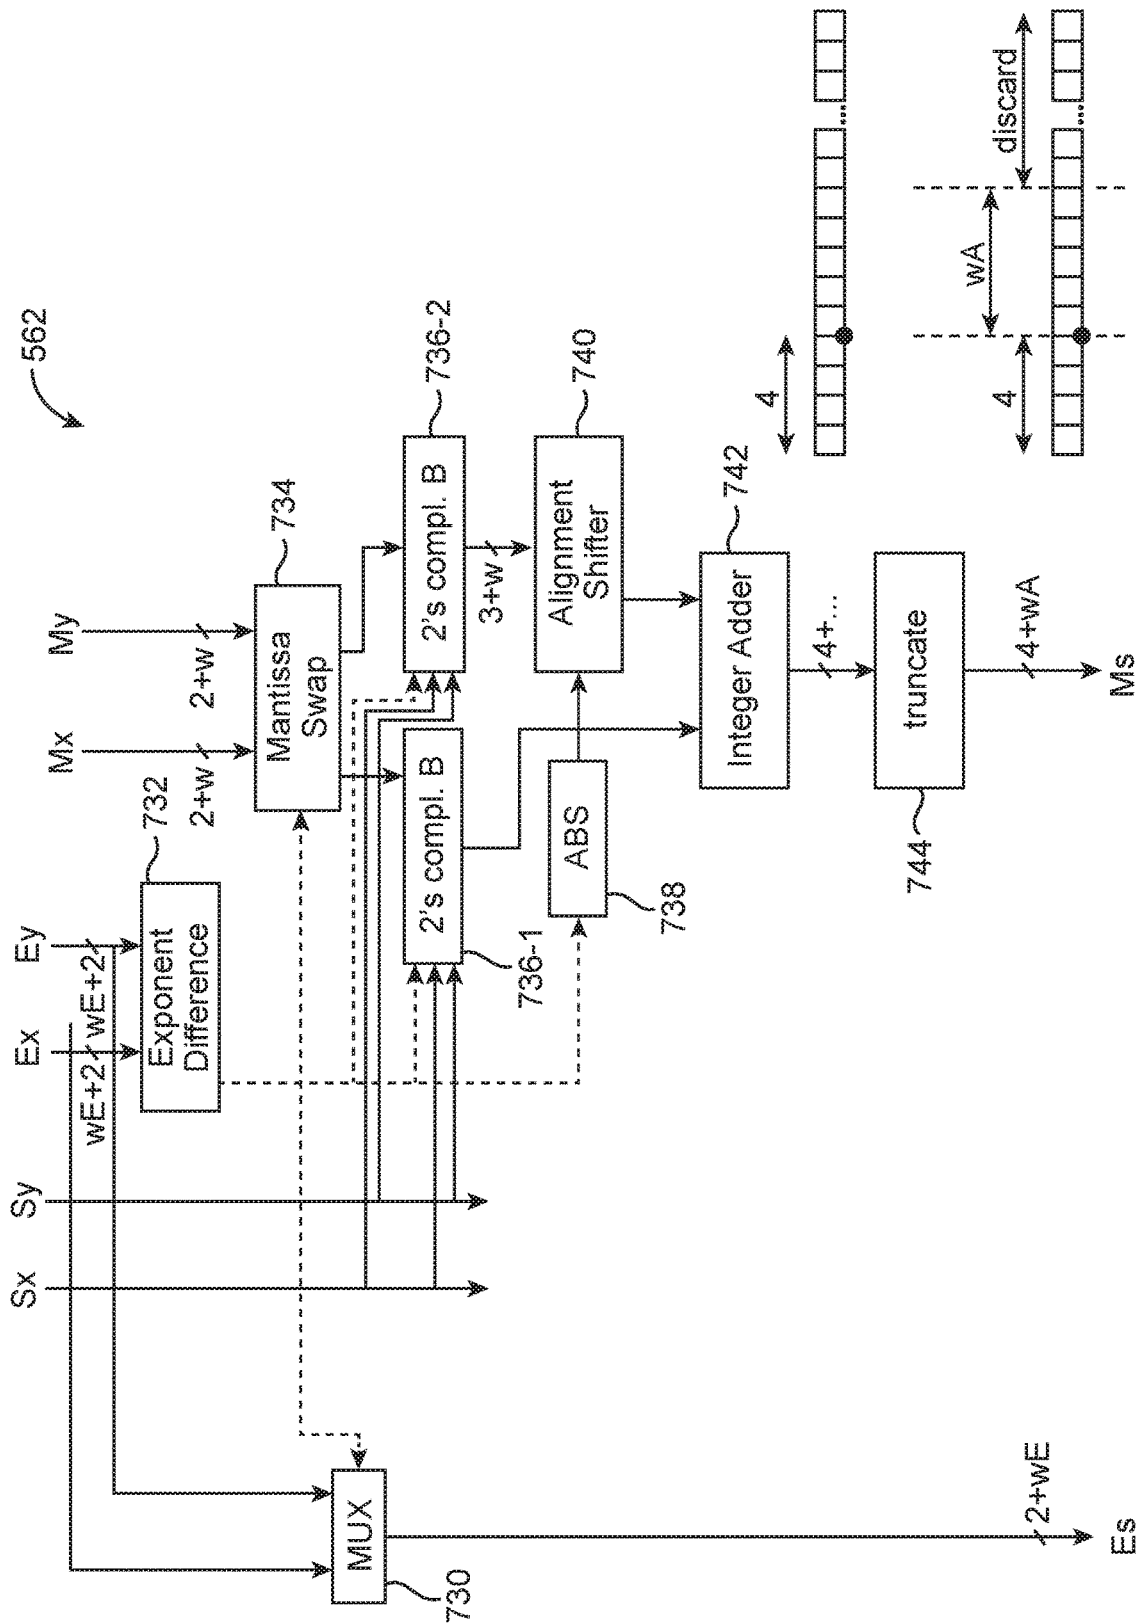 562
Sx
Sy
Ex
Ey
Mx
My
wE+2
wE+2
2+w
2+w
732
Exponent
Difference
734
Mantissa
Swap
MUX
730
2's compl. B
736-1
2's compl. B
736-2
3+w
ABS
738
Alignment
Shifter
740
Integer Adder
742
4+...
truncate
744
4+wA
Ms
2+wE
Es
4
...
4
wA
discard
...